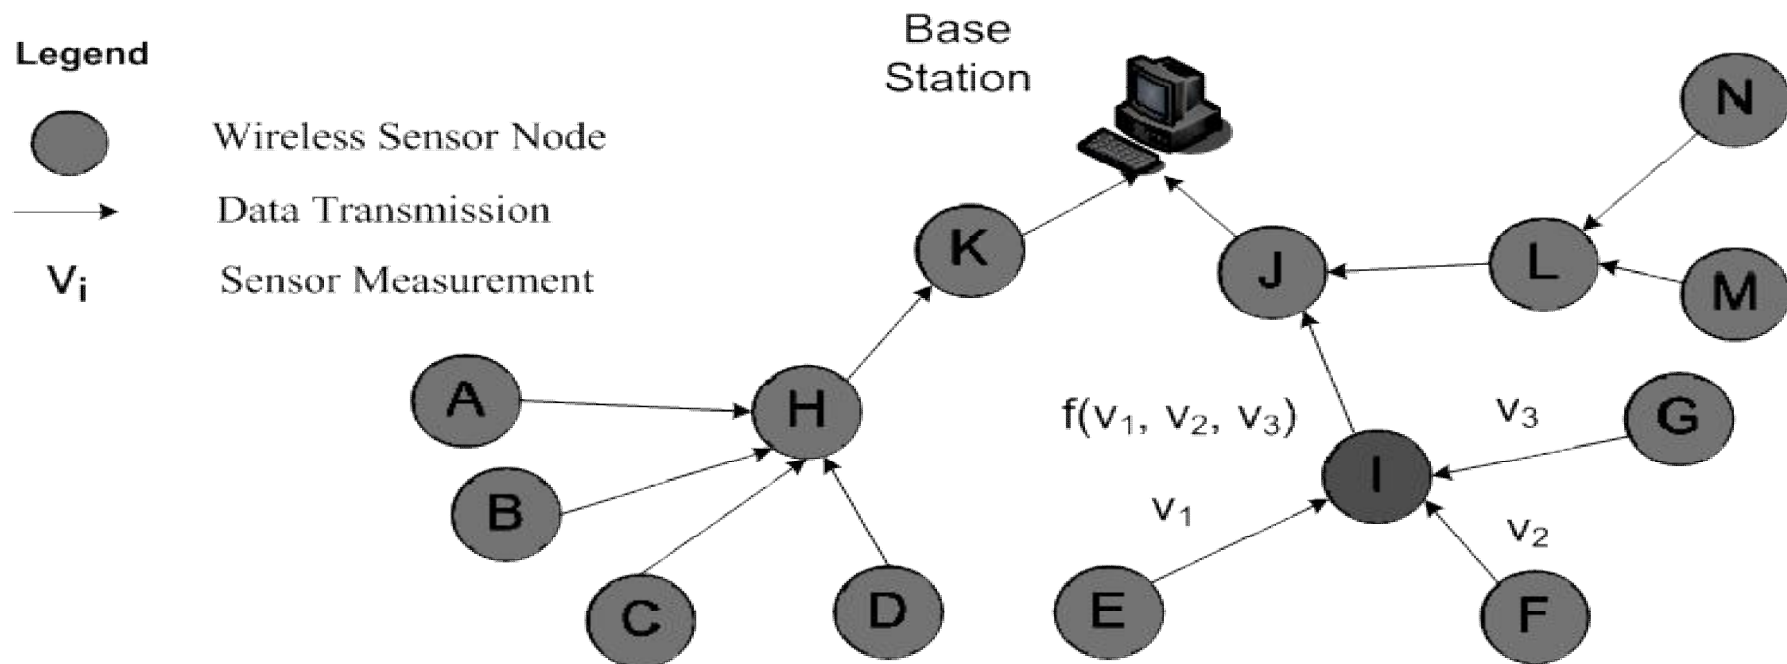 Legend
Wireless Sensor Node
Data Transmission
Vi
Sensor Measurement
Base
Station
N
K
J
L
M
A
H
f(v1, v2, v3)
v3
G
B
I
v1
v2
C
D
E
F